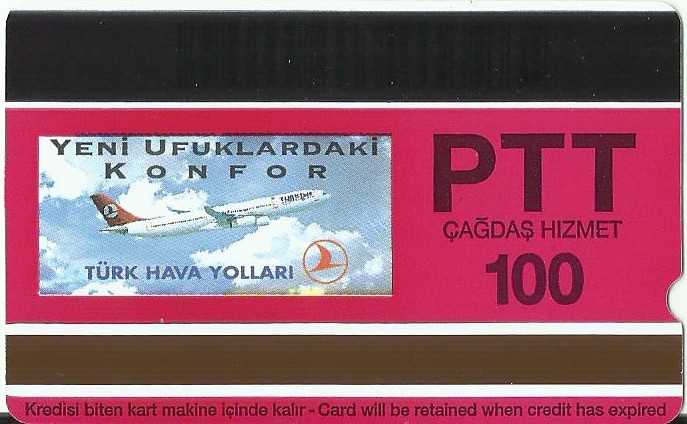 YENİ UFUKLARDAKİ
KONFOR
TURKISH
TÜRK HAVA YOLLARI
PTT
ÇAĞDAŞ HIZMET
100
Kredisi biten kart makine içinde kalır - Card will be retained when credit has expired